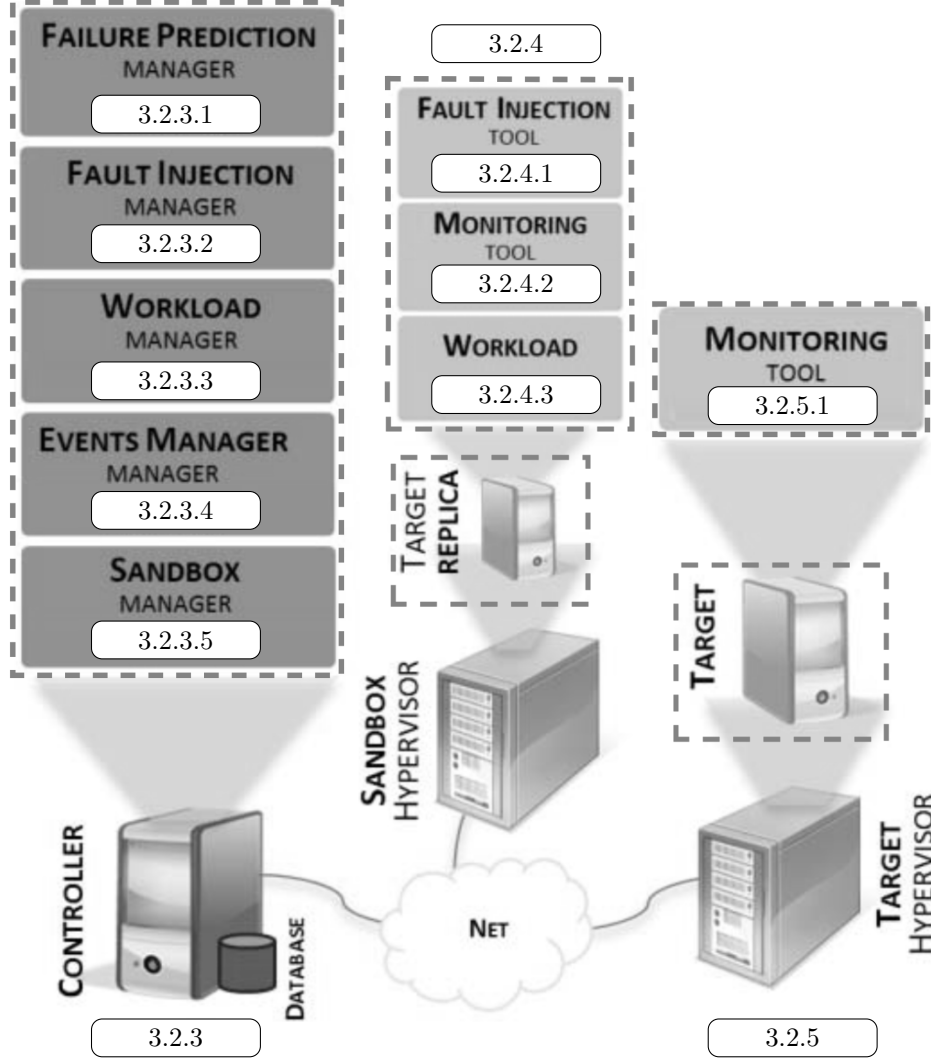 FAILURE PREDICTION
MANAGER
3.2.3.1
FAULT INJECTION
MANAGER
3.2.3.2
WORKLOAD
MANAGER
3.2.3.3
EVENTS MANAGER
MANAGER
3.2.3.4
SANDBOX
MANAGER
3.2.3.5
CONTROLLER
DATABASE
3.2.3
3.2.4
FAULT INJECTION
TOOL
3.2.4.1
MONITORING
TOOL
3.2.4.2
WORKLOAD
3.2.4.3
TARGET
REPLICA
SANDBOX
HYPERVISOR
NET
MONITORING
TOOL
3.2.5.1
TARGET
TARGET
HYPERVISOR
3.2.5